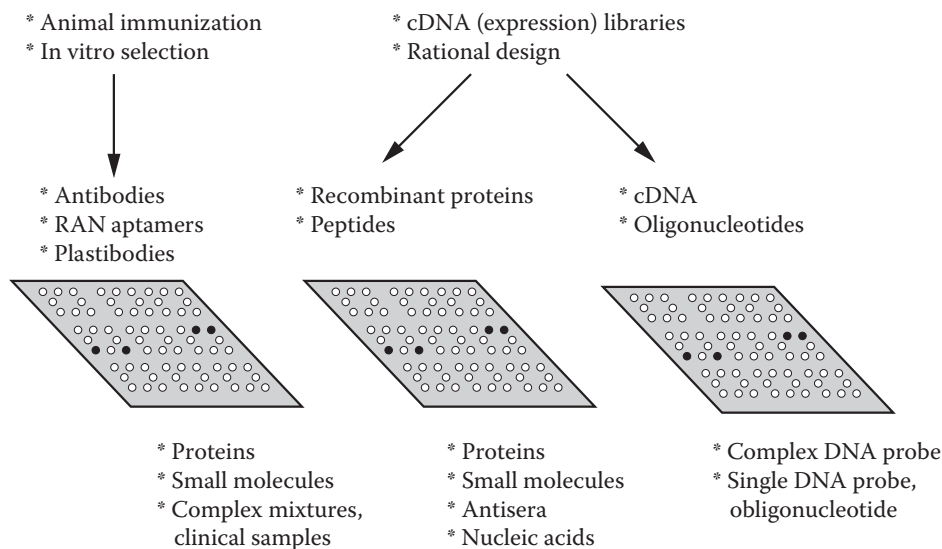 * Animal immunization
* In vitro selection
* cDNA (expression) libraries
* Rational design
* Antibodies
* RAN aptamers
* Plastibodies
* Recombinant proteins
* Peptides
* cDNA
* Oligonucleotides
* Proteins
* Small molecules
* Complex mixtures,
clinical samples
* Proteins
* Small molecules
* Antisera
* Nucleic acids
* Complex DNA probe
* Single DNA probe,
obligonucleotide